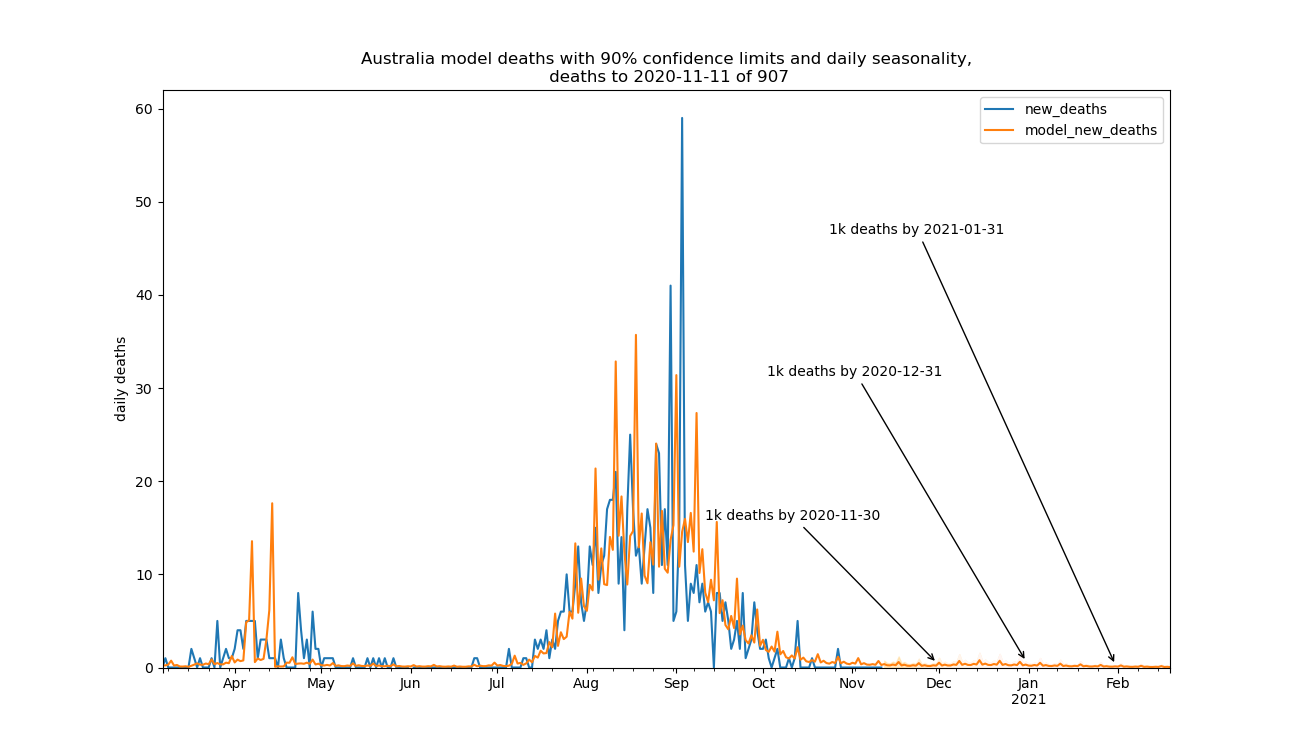 Australia model deaths with 90% confidence limits and daily seasonality,
deaths to 2020-11-11 of 907
new_deaths
model_new_deaths
daily deaths
60
50
40
30
20
10
0
1k deaths by 2021-01-31
1k deaths by 2020-12-31
1k deaths by 2020-11-30
Apr May Jun Jul Aug Sep Oct Nov Dec Jan Feb
2021